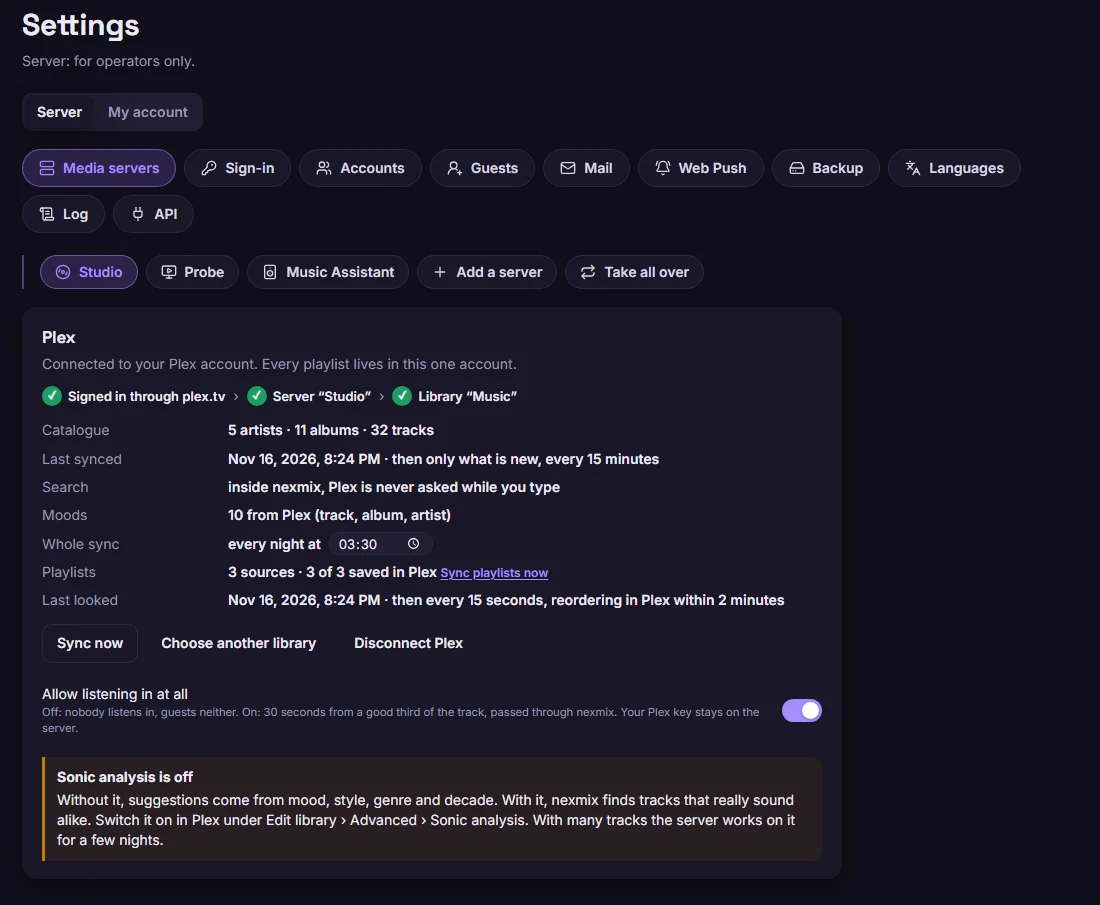 Settings
Server: for operators only.
Server My account
Media servers Sign-in Accounts Guests Mail Web Push Backup Languages
Log API
Studio Probe Music Assistant Add a server Take all over
Plex
Connected to your Plex account. Every playlist lives in this one account.
Signed in through plex.tv › Server “Studio” › Library “Music”
Catalogue 5 artists · 11 albums · 32 tracks
Last synced Nov 16, 2026, 8:24 PM · then only what is new, every 15 minutes
Search inside nexmix, Plex is never asked while you type
Moods 10 from Plex (track, album, artist)
Whole sync every night at 03:30
Playlists 3 sources · 3 of 3 saved in Plex Sync playlists now
Last looked Nov 16, 2026, 8:24 PM · then every 15 seconds, reordering in Plex within 2 minutes
Sync now Choose another library Disconnect Plex
Allow listening in at all
Off: nobody listens in, guests neither. On: 30 seconds from a good third of the track, passed through nexmix. Your Plex key stays on the
server.
Sonic analysis is off
Without it, suggestions come from mood, style, genre and decade. With it, nexmix finds tracks that really sound
alike. Switch it on in Plex under Edit library › Advanced › Sonic analysis. With many tracks the server works on it
for a few nights.